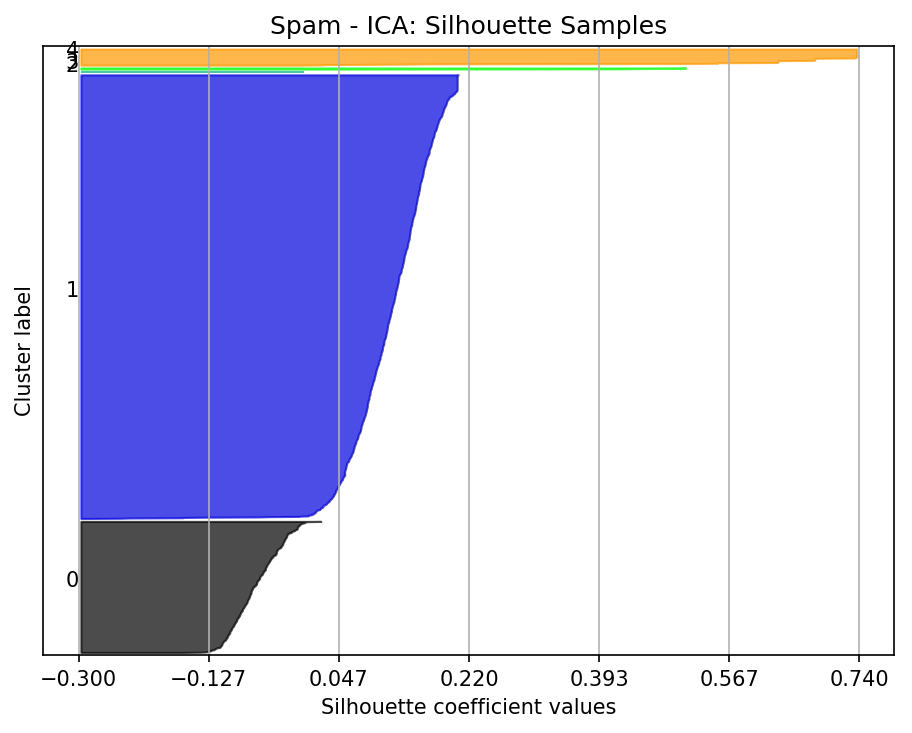 Spam - ICA: Silhouette Samples
4
3
2
1
0
Cluster label
−0.300 −0.127 0.047 0.220 0.393 0.567 0.740
Silhouette coefficient values